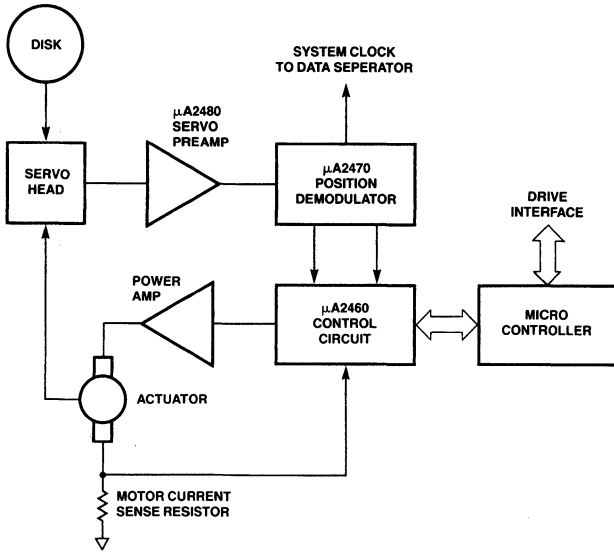 DISK
SYSTEM CLOCK
TO DATA SEPERATOR
μA2480
SERVO
PREAMP
SERVO
HEAD
μA2470
POSITION
DEMODULATOR
DRIVE
INTERFACE
POWER
AMP
μA2460
CONTROL
CIRCUIT
MICRO
CONTROLLER
ACTUATOR
MOTOR CURRENT
SENSE RESISTOR